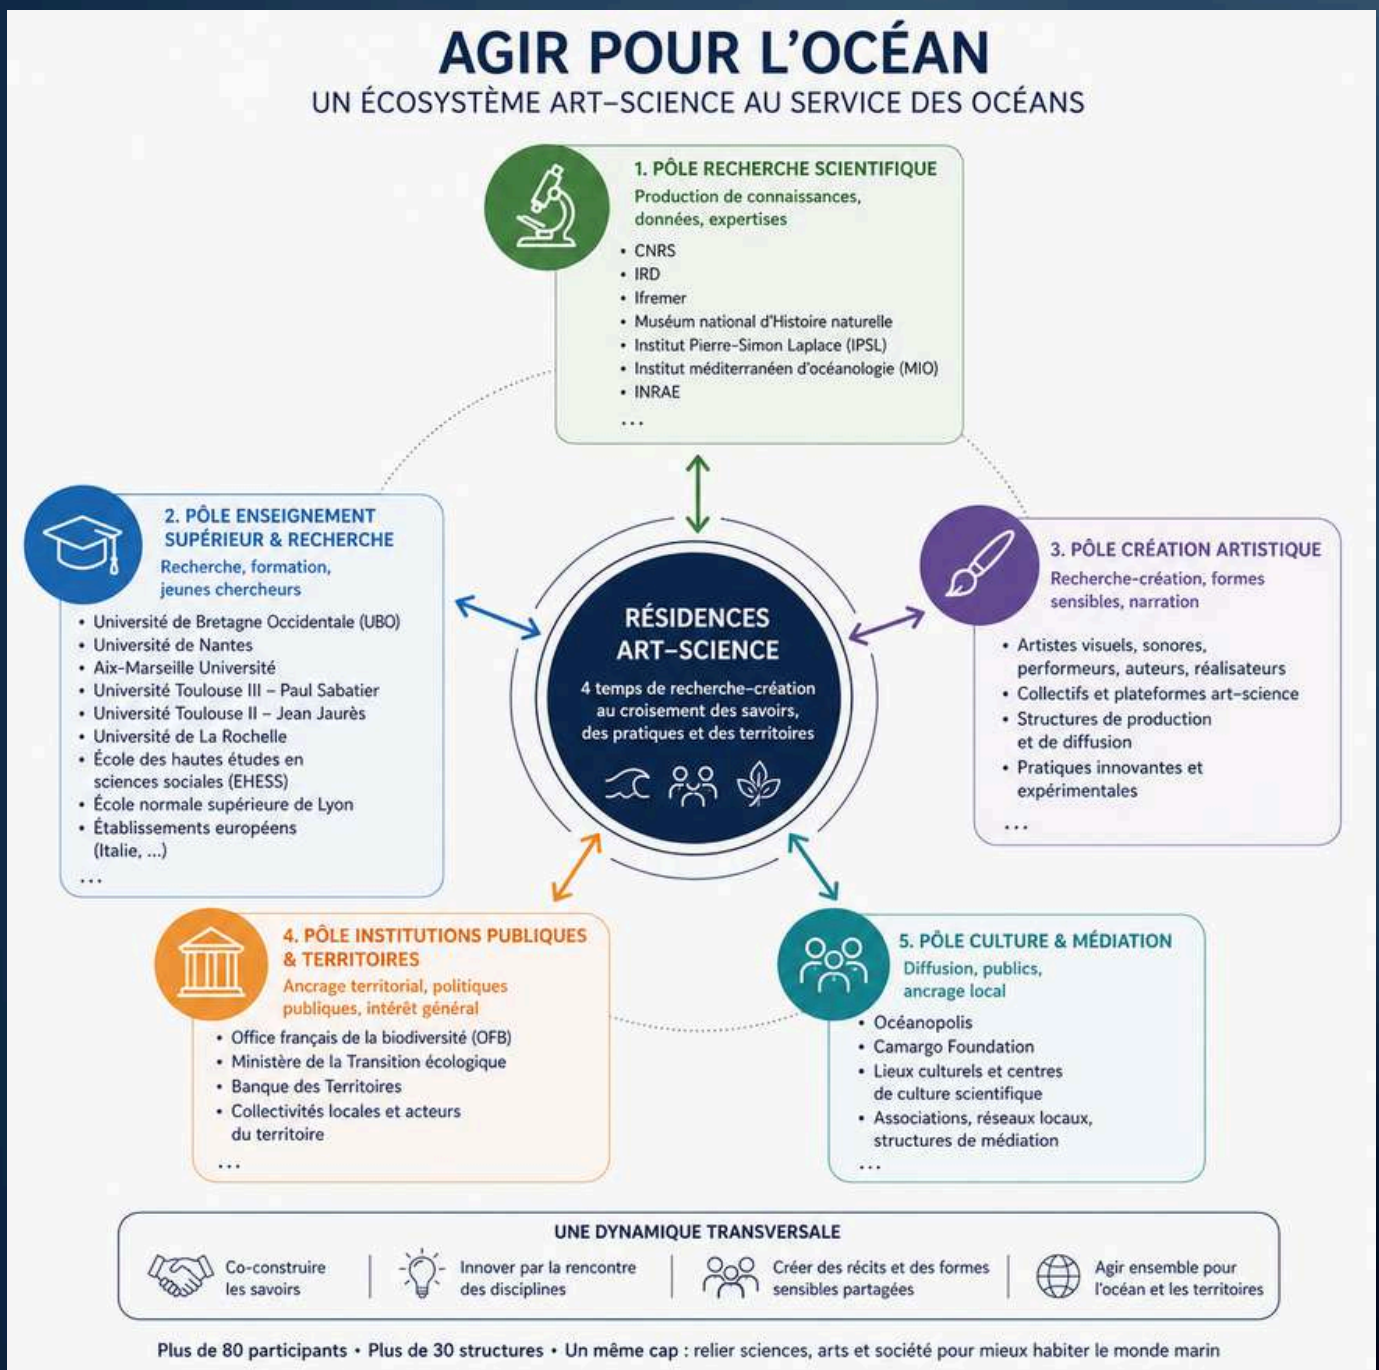 AGIR POUR L'OCÉAN
UN ÉCOSYSTÈME ART–SCIENCE AU SERVICE DES OCÉANS
1. PÔLE RECHERCHE SCIENTIFIQUE
Production de connaissances,
données, expertises
• CNRS
• IRD
• Ifremer
• Muséum national d'Histoire naturelle
• Institut Pierre-Simon Laplace (IPSL)
• Institut méditerranéen d'océanologie (MIO)
• INRAE
...
2. PÔLE ENSEIGNEMENT
SUPÉRIEUR & RECHERCHE
Recherche, formation,
jeunes chercheurs
• Université de Bretagne Occidentale (UBO)
• Université de Nantes
• Aix-Marseille Université
• Université Toulouse III – Paul Sabatier
• Université Toulouse II – Jean Jaurès
• Université de La Rochelle
• École des hautes études en
sciences sociales (EHESS)
• École normale supérieure de Lyon
• Établissements européens
(Italie, ...)
...
RÉSIDENCES
ART–SCIENCE
4 temps de recherche–création
au croisement des savoirs,
des pratiques et des territoires
3. PÔLE CRÉATION ARTISTIQUE
Recherche-création, formes
sensibles, narration
• Artistes visuels, sonores,
performeurs, auteurs, réalisateurs
• Collectifs et plateformes art–science
• Structures de production
et de diffusion
• Pratiques innovantes et
expérimentales
...
4. PÔLE INSTITUTIONS PUBLIQUES
& TERRITOIRES
Ancrage territorial, politiques
publiques, intérêt général
• Office français de la biodiversité (OFB)
• Ministère de la Transition écologique
• Banque des Territoires
• Collectivités locales et acteurs
du territoire
...
5. PÔLE CULTURE & MÉDIATION
Diffusion, publics,
ancrage local
• Océanopolis
• Camargo Foundation
• Lieux culturels et centres
de culture scientifique
• Associations, réseaux locaux,
structures de médiation
...
UNE DYNAMIQUE TRANSVERSALE
Co-construire
les savoirs
Innover par la rencontre
des disciplines
Créer des récits et des formes
sensibles partagées
Agir ensemble pour
l'océan et les territoires
Plus de 80 participants • Plus de 30 structures • Un même cap : relier sciences, arts et société pour mieux habiter le monde marin